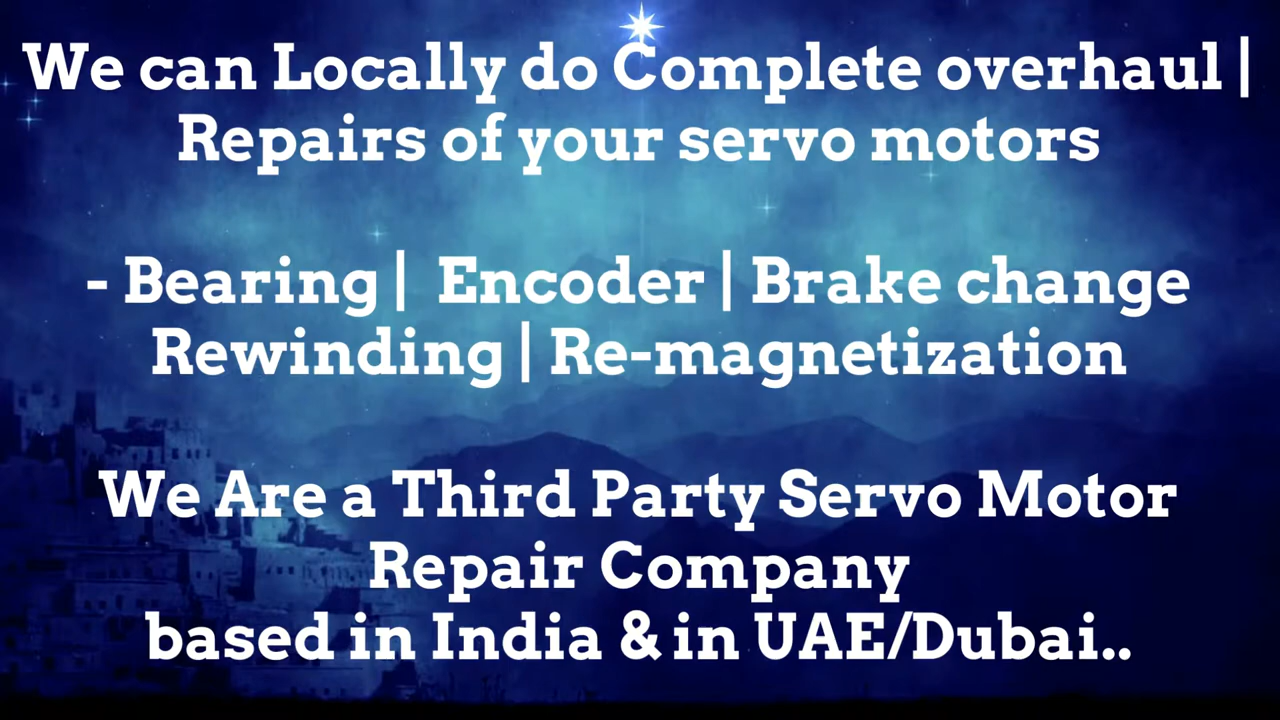 We can Locally do Complete overhaul |
Repairs of your servo motors
- Bearing | Encoder | Brake change
Rewinding | Re-magnetization
We Are a Third Party Servo Motor
Repair Company
based in India & in UAE/Dubai..